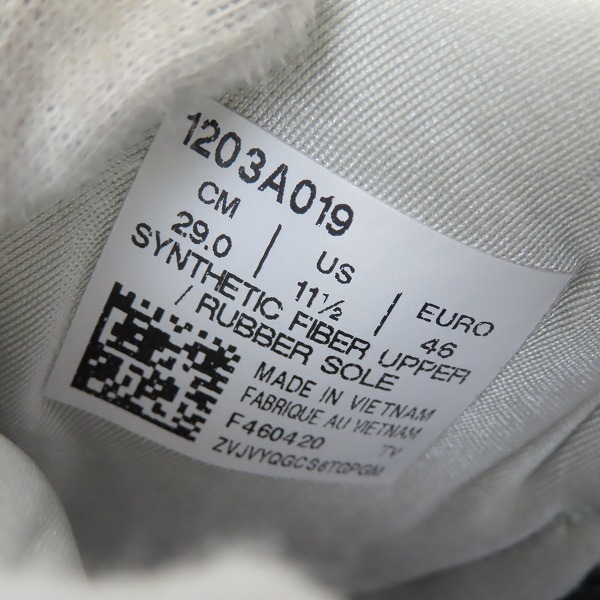 1203A019
CM | US | EURO
29.0 | 11½ | 46
SYNTHETIC FIBER UPPER
/ RUBBER SOLE
MADE IN VIETNAM
FABRIQUE AU VIETNAM
F460420 TV
ZVJVYQGCS6TGPGM